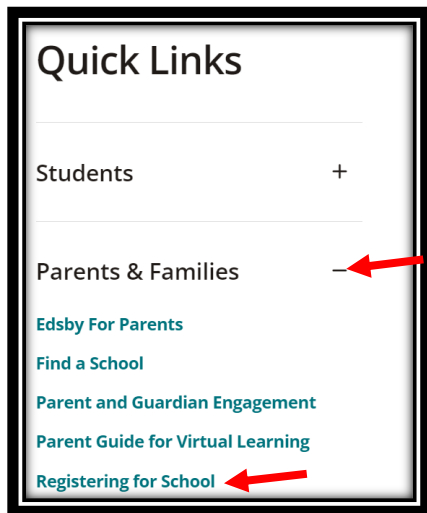 Quick Links
Students +
Parents & Families −
Edsby For Parents
Find a School
Parent and Guardian Engagement
Parent Guide for Virtual Learning
Registering for School